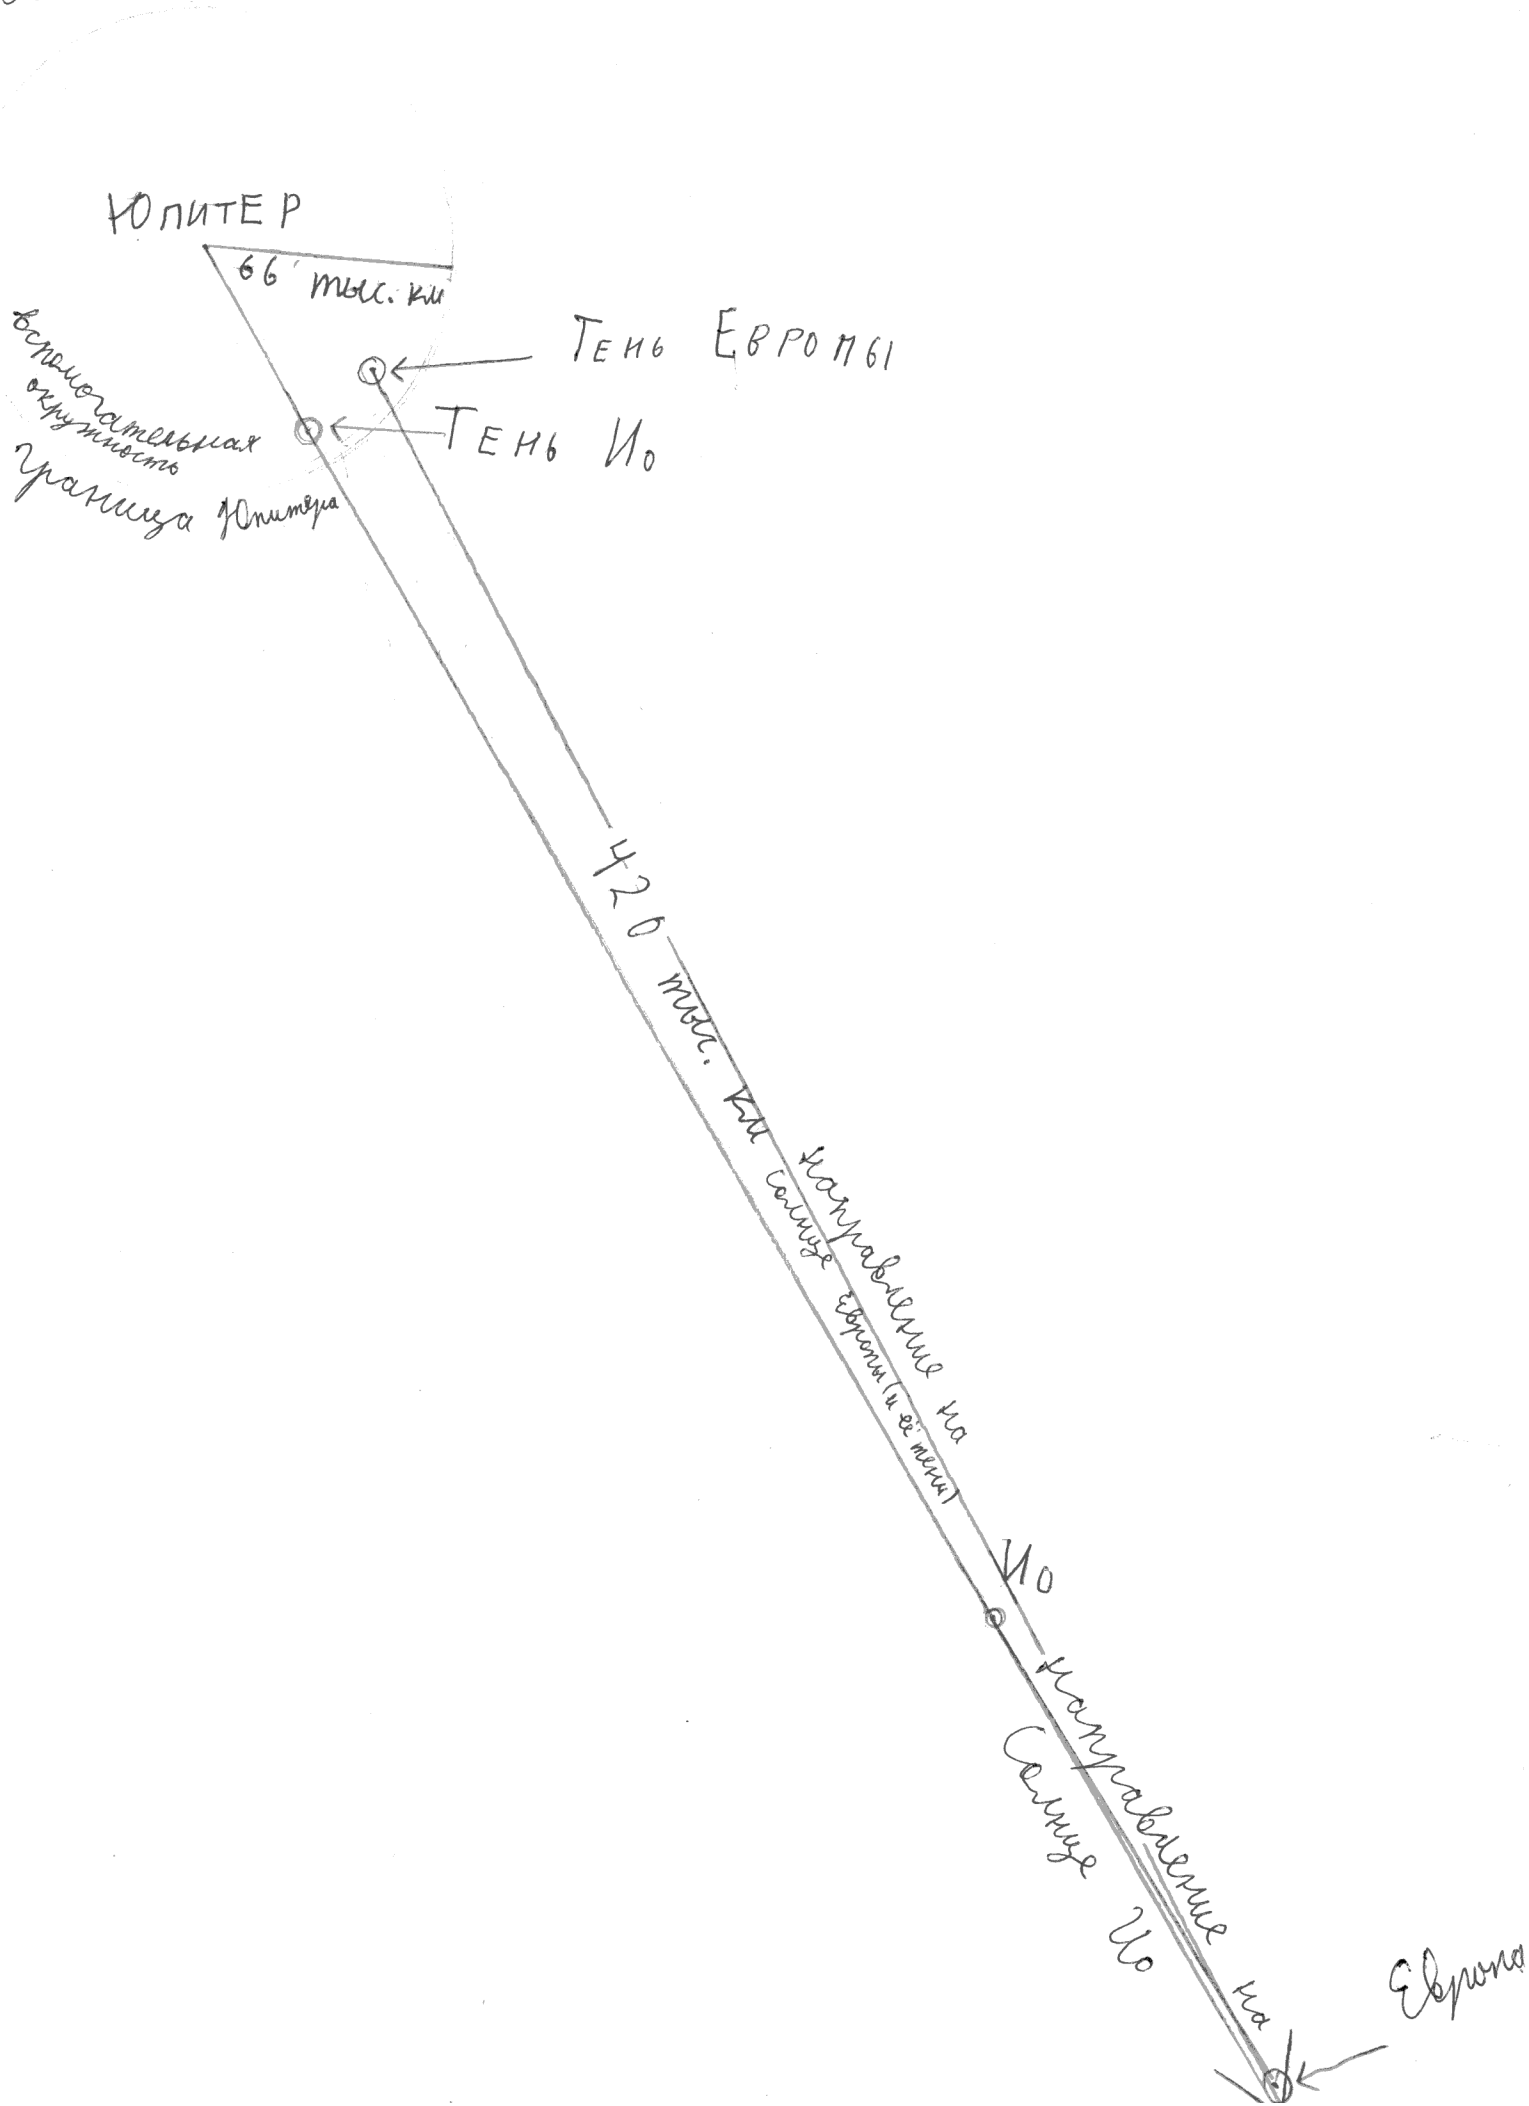 ЮПИТЕР
66 тыс. км
Тень Европы
Тень Ио
вспомогательная
окружность
Граница Юпитера
420 тыс. км
направление на
солнце Европы (и её тени)
Ио
направление на
Солнце Ио
Европа